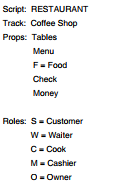 Script: RESTAURANT
Track: Coffee Shop
Props: Tables
Menu
F = Food
Check
Money
Roles: S = Customer
W = Waiter
C = Cook
M = Cashier
O = Owner